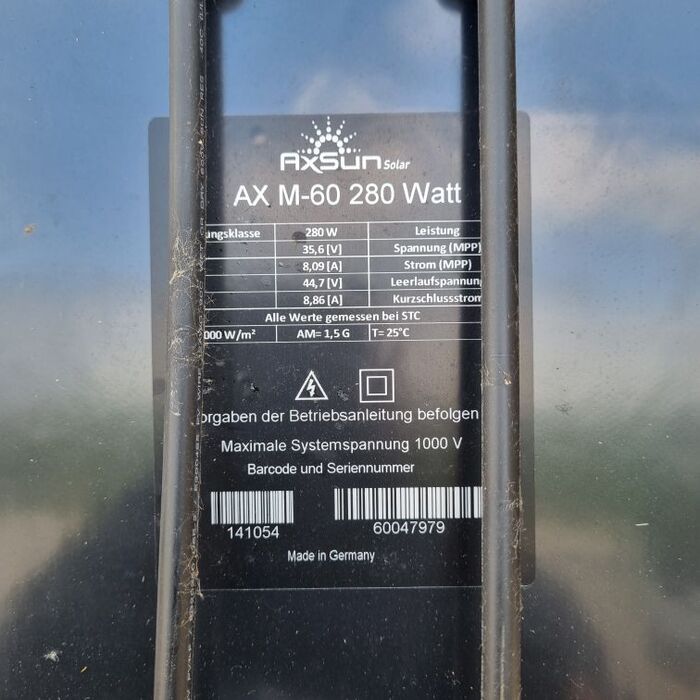 AXSUN Solar
AX M-60 280 Watt
ungsklasse 280 W Leistung
35,6 [V] Spannung (MPP)
8,09 [A] Strom (MPP)
44,7 [V] Leerlaufspannung
8,86 [A] Kurzschlussstrom
Alle Werte gemessen bei STC
000 W/m² AM= 1,5 G T= 25°C
orgaben der Betriebsanleitung befolgen
Maximale Systemspannung 1000 V
Barcode und Seriennummer
141054 60047979
Made in Germany